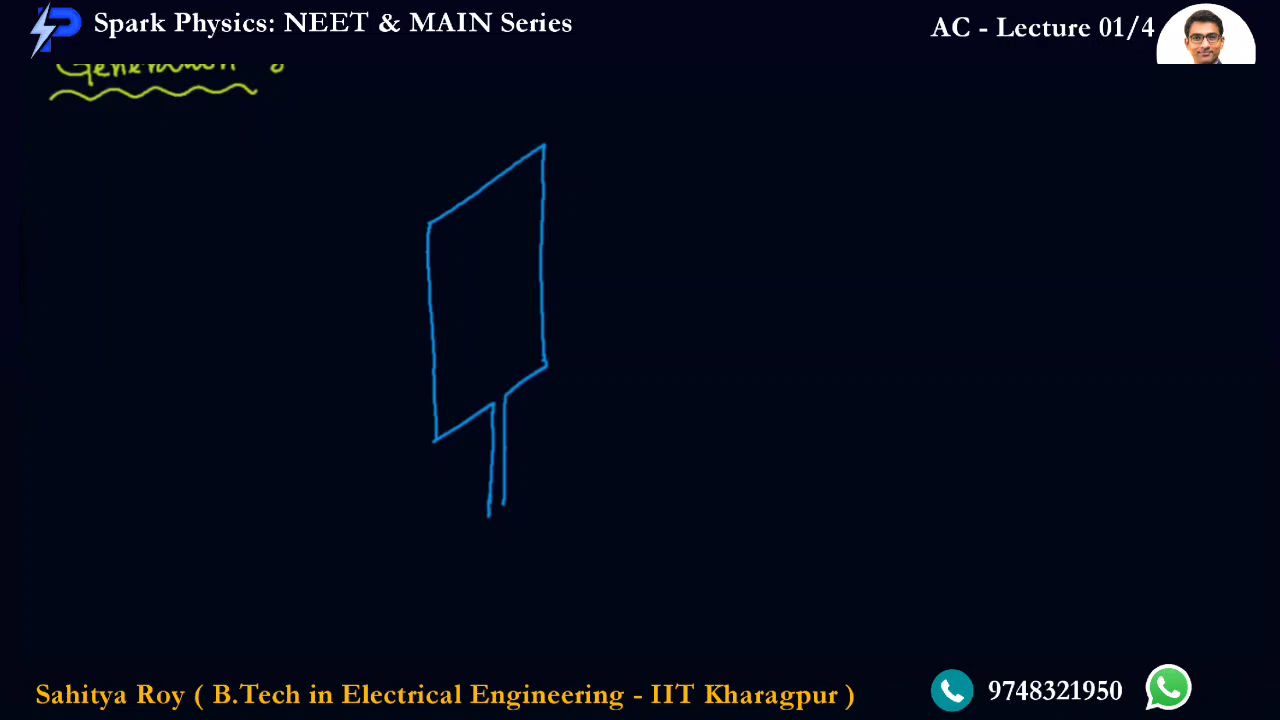 Spark Physics: NEET & MAIN Series
AC - Lecture 01/4
Sahitya Roy ( B.Tech in Electrical Engineering - IIT Kharagpur )
9748321950